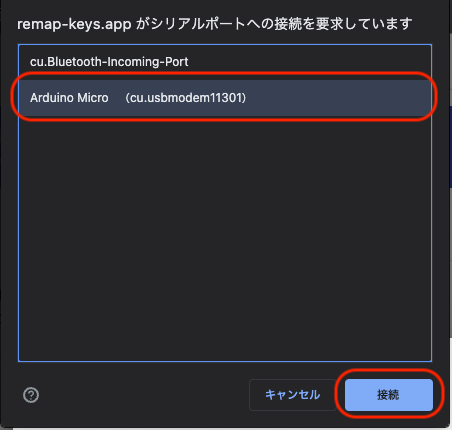 remap-keys.app がシリアルポートへの接続を要求しています
cu.Bluetooth-Incoming-Port
Arduino Micro （cu.usbmodem11301）
キャンセル
接続